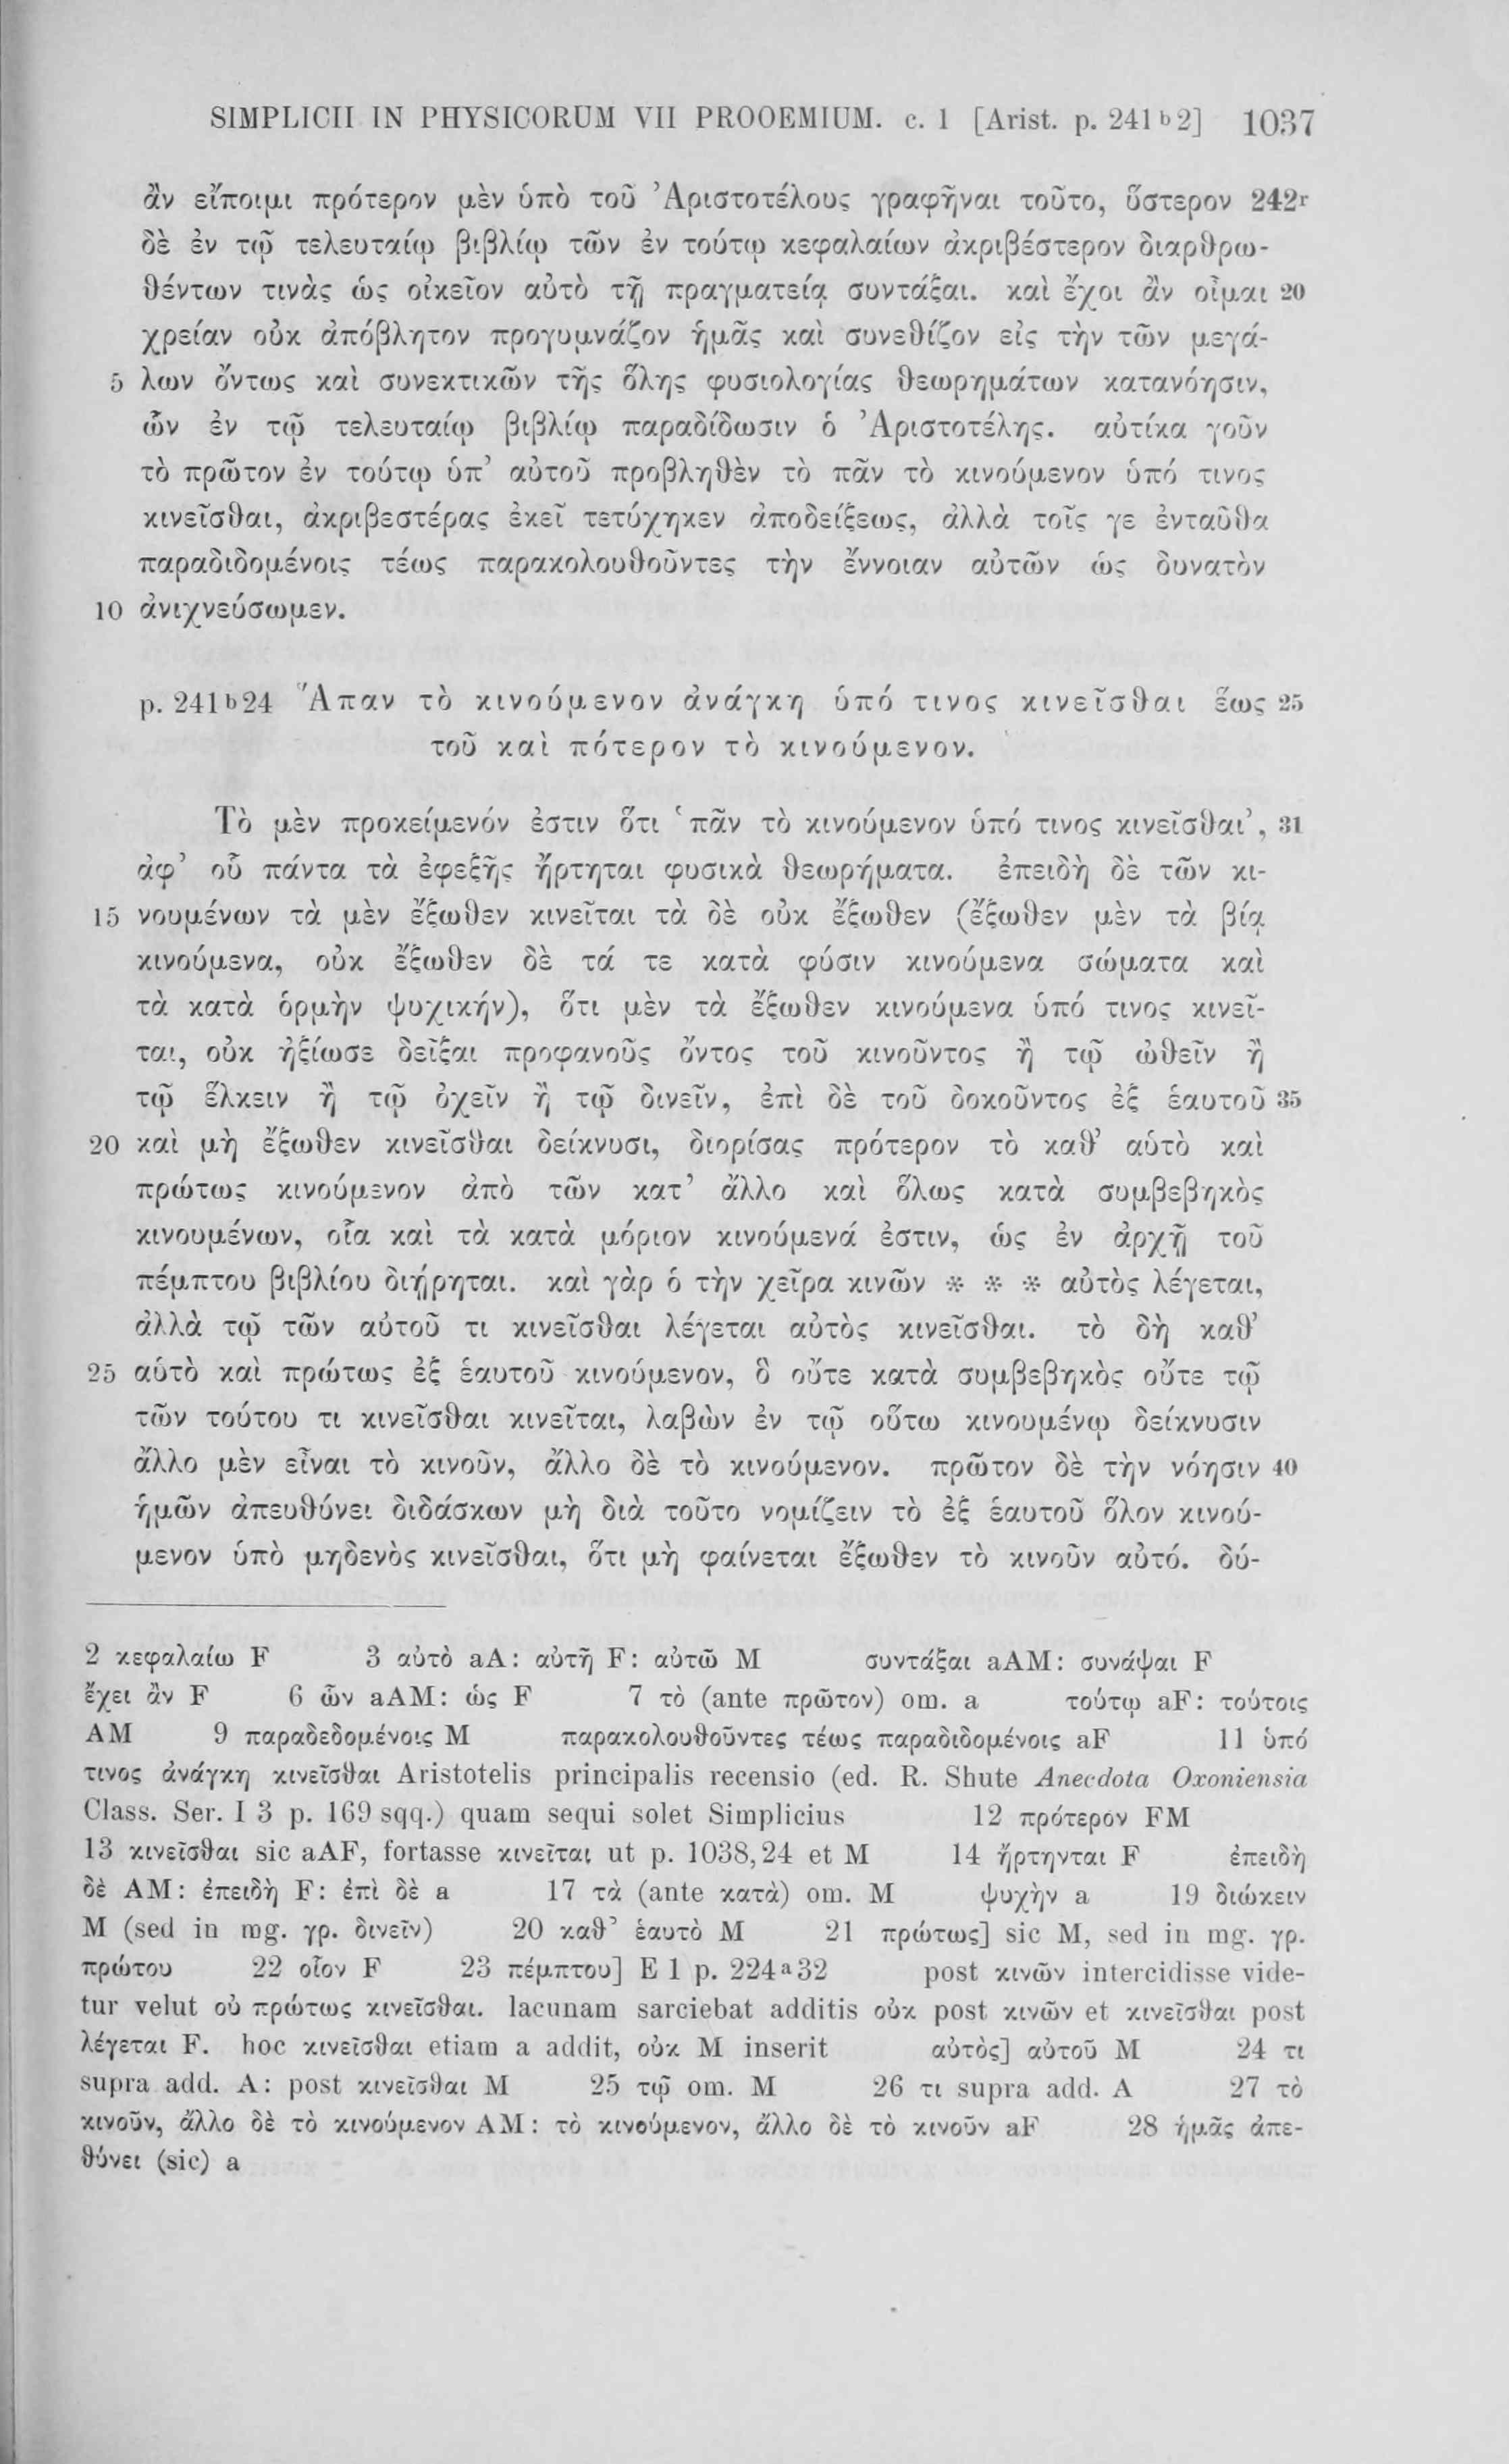 SIMPLICII IN PHYSICORUM VII PROOEMIUM. c. 1 [Arist. p. 241ᵇ2] 1037
ἂν εἴποιμι πρότερον μὲν ὑπὸ τοῦ Ἀριστοτέλους γραφῆναι τοῦτο, ὕστερον 242ʳ
δὲ ἐν τῷ τελευταίῳ βιβλίῳ τῶν ἐν τούτῳ κεφαλαίων ἀκριβέστερον διαρθρω-
θέντων τινὰς ὡς οἰκεῖον αὐτὸ τῇ πραγματείᾳ συντάξαι. καὶ ἔχοι ἂν οἶμαι 20
χρείαν οὐκ ἀπόβλητον προγυμνάζον ἡμᾶς καὶ συνεθίζον εἰς τὴν τῶν μεγά-
5 λων ὄντως καὶ συνεκτικῶν τῆς ὅλης φυσιολογίας θεωρημάτων κατανόησιν,
ὧν ἐν τῷ τελευταίῳ βιβλίῳ παραδίδωσιν ὁ Ἀριστοτέλης. αὐτίκα γοῦν
τὸ πρῶτον ἐν τούτῳ ὑπ’ αὐτοῦ προβληθὲν τὸ πᾶν τὸ κινούμενον ὑπό τινος
κινεῖσθαι, ἀκριβεστέρας ἐκεῖ τετύχηκεν ἀποδείξεως, ἀλλὰ τοῖς γε ἐνταῦθα
παραδιδομένοις τέως παρακολουθοῦντες τὴν ἔννοιαν αὐτῶν ὡς δυνατὸν
10 ἀνιχνεύσωμεν.
p. 241ᵇ24 Ἅπαν τὸ κινούμενον ἀνάγκη ὑπό τινος κινεῖσθαι ἕως 25
τοῦ καὶ πότερον τὸ κινούμενον.
Τὸ μὲν προκείμενόν ἐστιν ὅτι ‘πᾶν τὸ κινούμενον ὑπό τινος κινεῖσθαι’, 31
ἀφ’ οὗ πάντα τὰ ἐφεξῆς ἤρτηται φυσικὰ θεωρήματα. ἐπειδὴ δὲ τῶν κι-
15 νουμένων τὰ μὲν ἔξωθεν κινεῖται τὰ δὲ οὐκ ἔξωθεν (ἔξωθεν μὲν τὰ βίᾳ
κινούμενα, οὐκ ἔξωθεν δὲ τά τε κατὰ φύσιν κινούμενα σώματα καὶ
τὰ κατὰ ὁρμὴν ψυχικήν), ὅτι μὲν τὰ ἔξωθεν κινούμενα ὑπό τινος κινεῖ-
ται, οὐκ ἠξίωσε δεῖξαι προφανοῦς ὄντος τοῦ κινοῦντος ἢ τῷ ὠθεῖν ἢ
τῷ ἕλκειν ἢ τῷ ὀχεῖν ἢ τῷ δινεῖν, ἐπὶ δὲ τοῦ δοκοῦντος ἐξ ἑαυτοῦ 35
20 καὶ μὴ ἔξωθεν κινεῖσθαι δείκνυσι, διορίσας πρότερον τὸ καθ’ αὑτὸ καὶ
πρώτως κινούμενον ἀπὸ τῶν κατ’ ἄλλο καὶ ὅλως κατὰ συμβεβηκὸς
κινουμένων, οἷα καὶ τὰ κατὰ μόριον κινούμενά ἐστιν, ὡς ἐν ἀρχῇ τοῦ
πέμπτου βιβλίου διῄρηται. καὶ γὰρ ὁ τὴν χεῖρα κινῶν * * * αὐτὸς λέγεται,
ἀλλὰ τῷ τῶν αὐτοῦ τι κινεῖσθαι λέγεται αὐτὸς κινεῖσθαι. τὸ δὴ καθ’
25 αὑτὸ καὶ πρώτως ἐξ ἑαυτοῦ κινούμενον, ὃ οὔτε κατὰ συμβεβηκὸς οὔτε τῷ
τῶν τούτου τι κινεῖσθαι κινεῖται, λαβὼν ἐν τῷ οὕτω κινουμένῳ δείκνυσιν
ἄλλο μὲν εἶναι τὸ κινοῦν, ἄλλο δὲ τὸ κινούμενον. πρῶτον δὲ τὴν νόησιν 40
ἡμῶν ἀπευθύνει διδάσκων μὴ διὰ τοῦτο νομίζειν τὸ ἐξ ἑαυτοῦ ὅλον κινού-
μενον ὑπὸ μηδενὸς κινεῖσθαι, ὅτι μὴ φαίνεται ἔξωθεν τὸ κινοῦν αὐτό. δύ-
2 κεφαλαίω F 3 αὐτὸ aA: αὐτῆ F: αὐτῶ M συντάξαι aAM: συνάψαι F
ἔχει ἂν F 6 ὧν aAM: ὡς F 7 τὸ (ante πρῶτον) om. a τούτῳ aF: τούτοις
AM 9 παραδεδομένοις M παρακολουθοῦντες τέως παραδιδομένοις aF 11 ὑπό
τινος ἀνάγκη κινεῖσθαι Aristotelis principalis recensio (ed. R. Shute Anecdota Oxoniensia
Class. Ser. I 3 p. 169 sqq.) quam sequi solet Simplicius 12 πρότερον FM
13 κινεῖσθαι sic aAF, fortasse κινεῖται ut p. 1038,24 et M 14 ἤρτηνται F ἐπειδὴ
δὲ AM: ἐπειδὴ F: ἐπὶ δὲ a 17 τὰ (ante κατὰ) om. M ψυχὴν a 19 διώκειν
M (sed in mg. γρ. δινεῖν) 20 καθ’ ἑαυτὸ M 21 πρώτως] sic M, sed in mg. γρ.
πρώτου 22 οἷον F 23 πέμπτου] E 1 p. 224ᵃ32 post κινῶν intercidisse vide-
tur velut οὐ πρώτως κινεῖσθαι. lacunam sarciebat additis οὐκ post κινῶν et κινεῖσθαι post
λέγεται F. hoc κινεῖσθαι etiam a addit, οὐκ M inserit αὐτὸς] αὐτοῦ M 24 τι
supra add. A: post κινεῖσθαι M 25 τῷ om. M 26 τι supra add. A 27 τὸ
κινοῦν, ἄλλο δὲ τὸ κινούμενον AM: τὸ κινούμενον, ἄλλο δὲ τὸ κινοῦν aF 28 ἡμᾶς ἀπε-
θύνει (sic) a